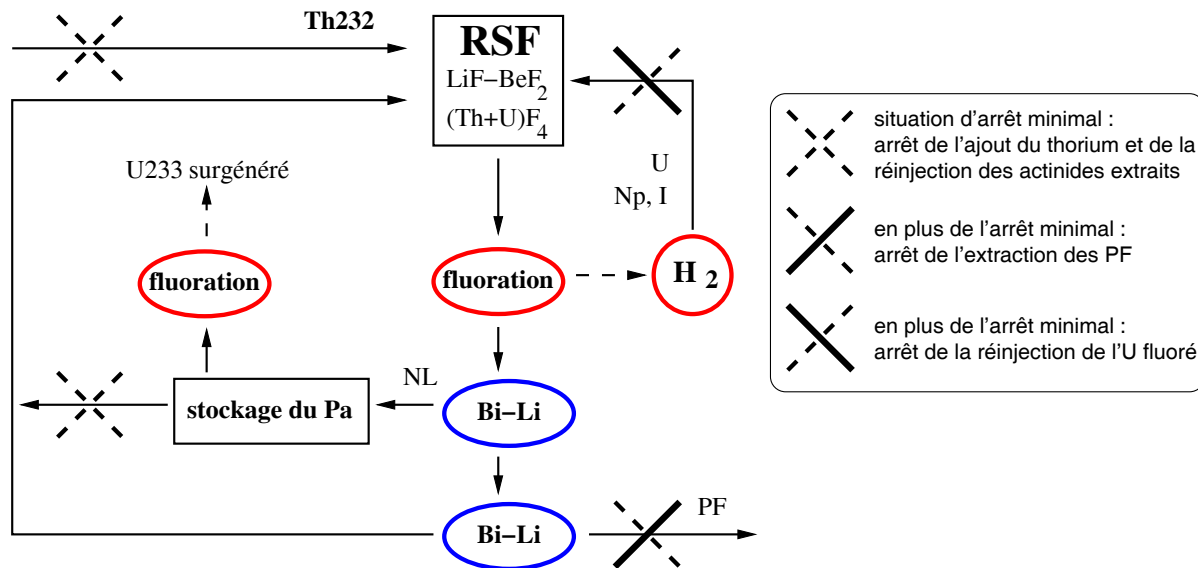 Th232
RSF
LiF−BeF2
(Th+U)F4
U
Np, I
U233 surgénéré
fluoration
fluoration
H 2
NL
stockage du Pa
Bi−Li
Bi−Li
PF
situation d'arrêt minimal :
arrêt de l'ajout du thorium et de la
réinjection des actinides extraits
en plus de l'arrêt minimal :
arrêt de l'extraction des PF
en plus de l'arrêt minimal :
arrêt de la réinjection de l'U fluoré